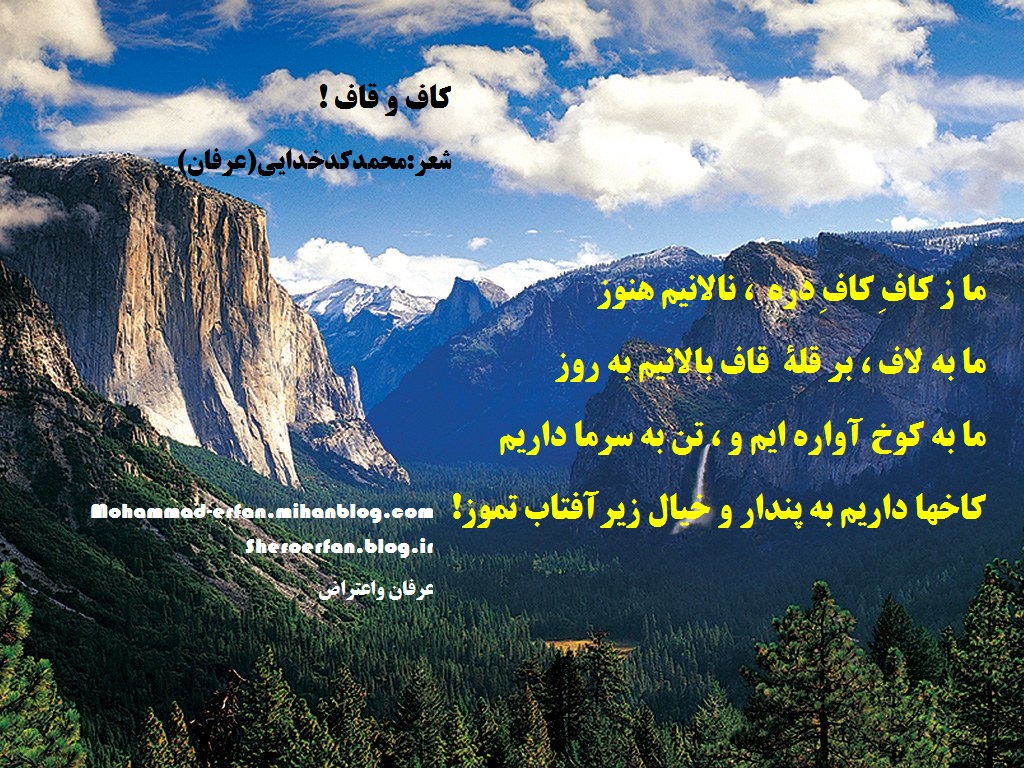 کاف و قاف !
شعر:محمدکدخدایی(عرفان)
ما ز کافِ کافِ دره ، نالانیم هنوز
ما به لاف ، بر قلهٔ قاف بالانیم به روز
ما به کوخ آواره ایم و ، تن به سرما داریم
کاخها داریم به پندار و خیال زیر آفتاب تموز!
Mohammad-erfan.mihanblog.com
Sheroerfan.blog.ir
عرفان واعتراض